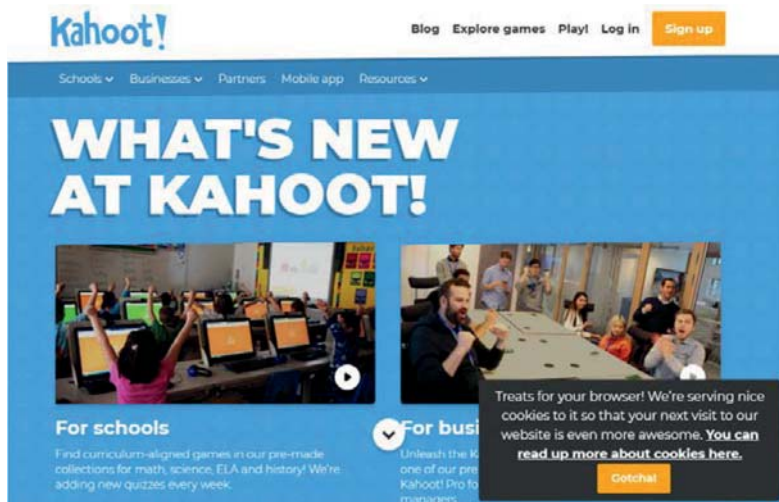 Kahoot!
Blog Explore games Play! Log in Sign up
Schools Businesses Partners Mobile app Resources
WHAT'S NEW
AT KAHOOT!
For schools
Find curriculum-aligned games in our pre-made
collections for math, science, ELA and history! We're
adding new quizzes every week.
For busi
Unleash the K
one of our pre
Kahoot! Pro fo
managers.
Treats for your browser! We're serving nice
cookies to it so that your next visit to our
website is even more awesome. You can
read up more about cookies here.
Gotcha!